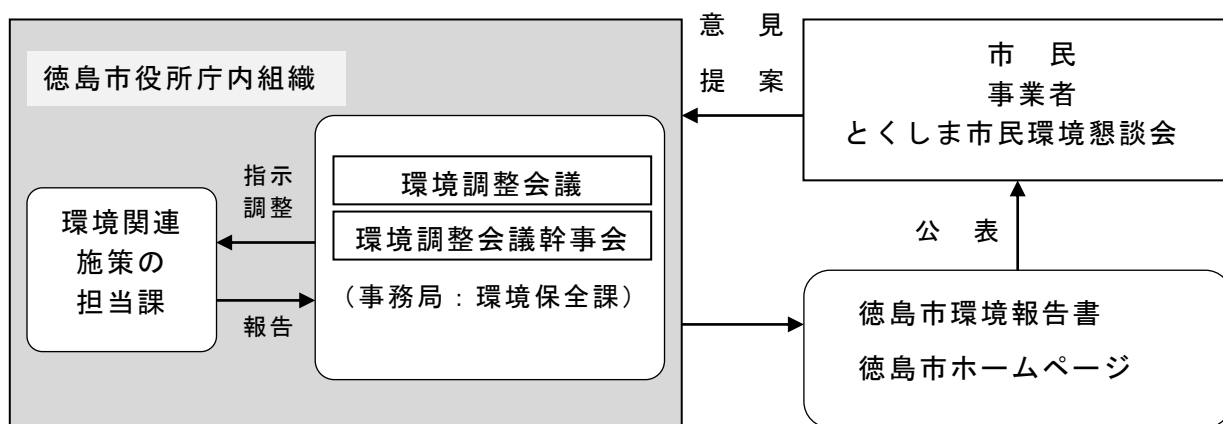 徳島市役所庁内組織
環境関連
施策の
担当課
指示
調整
報告
環境調整会議
環境調整会議幹事会
（事務局：環境保全課）
意　見
提　案
市　民
事業者
とくしま市民環境懇談会
公　表
徳島市環境報告書
徳島市ホームページ